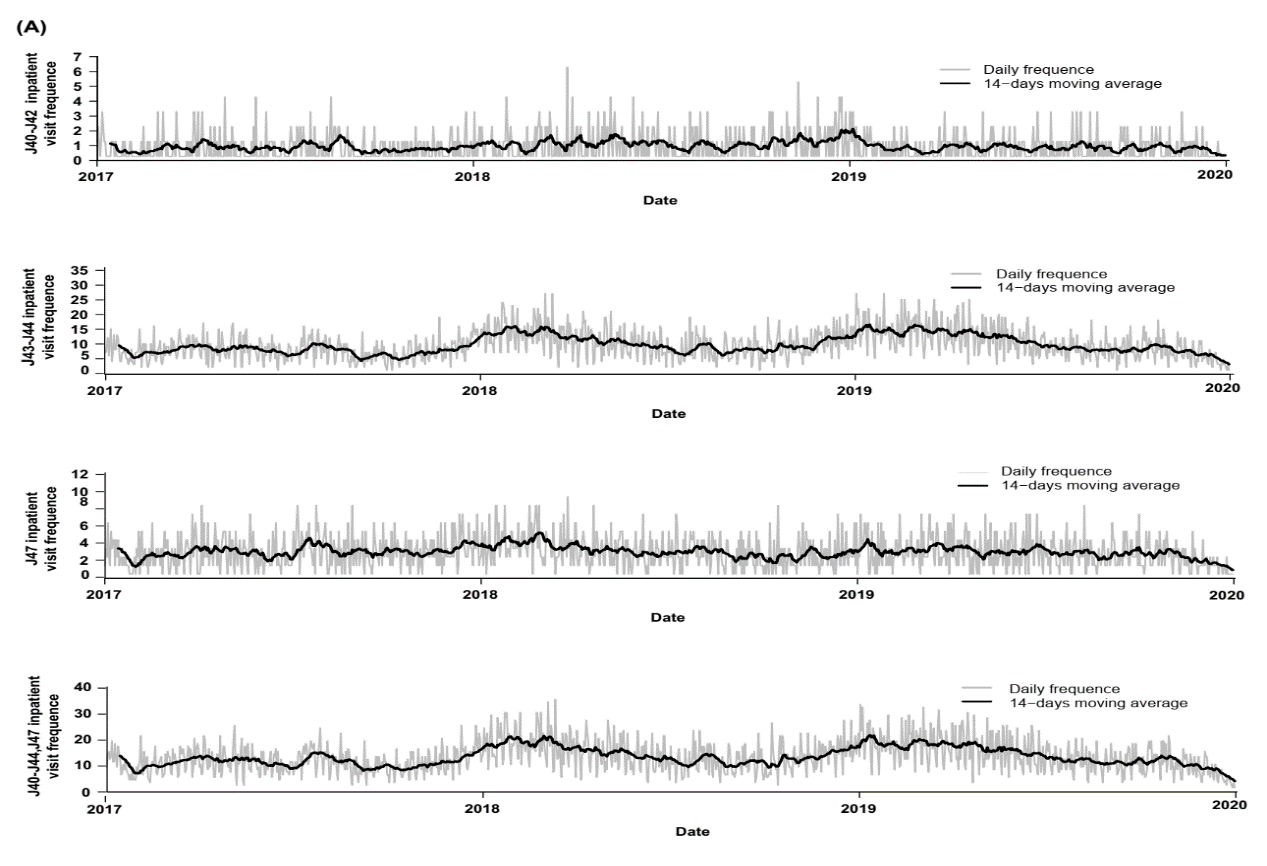 (A)
J40-J42 inpatient
visit frequence
7
6
5
4
3
2
1
0
Daily frequence
14−days moving average
2017
2018
2019
2020
Date
J43-J44 inpatient
visit frequence
35
30
25
20
15
10
5
0
Daily frequence
14−days moving average
2017
2018
2019
2020
Date
J47 inpatient
visit frequence
12
10
8
6
4
2
0
Daily frequence
14−days moving average
2017
2018
2019
2020
Date
J40-J44,J47 inpatient
visit frequence
40
30
20
10
0
Daily frequence
14−days moving average
2017
2018
2019
2020
Date